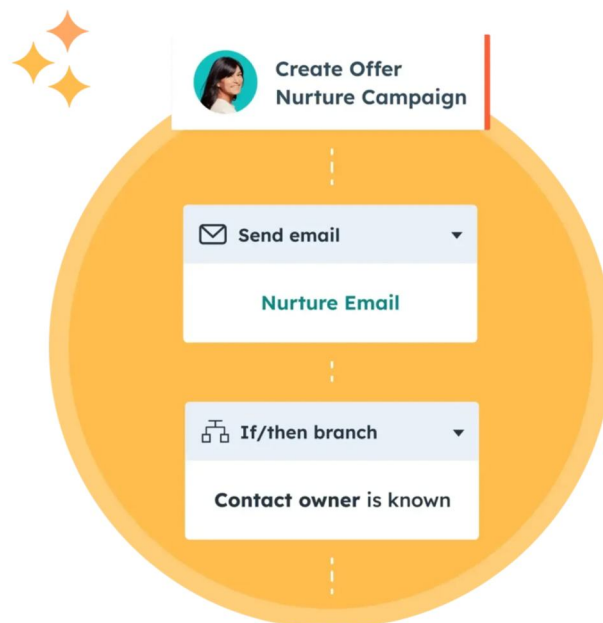 Create Offer
Nurture Campaign
Send email
Nurture Email
If/then branch
Contact owner is known